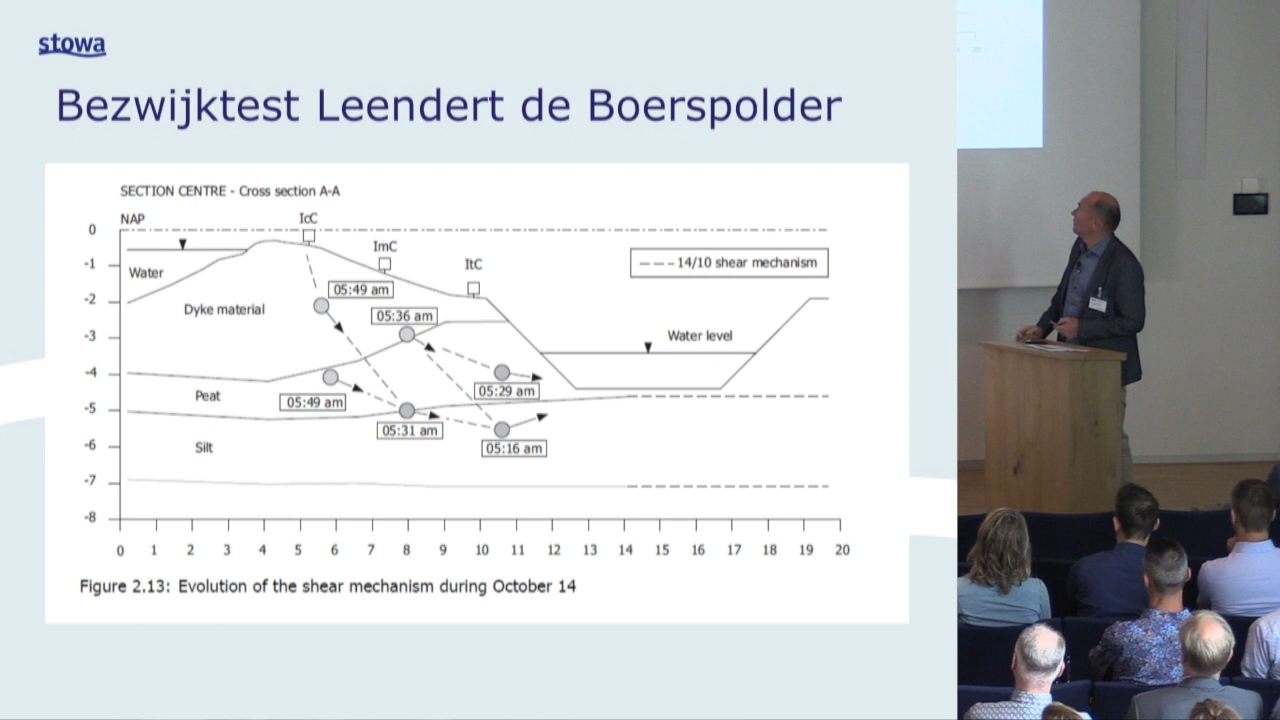 stowa
Bezwijktest Leendert de Boerspolder
SECTION CENTRE - Cross section A-A
NAP
IcC
ImC
ItC
14/10 shear mechanism
Water
Dyke material
Water level
Peat
Silt
05:49 am
05:36 am
05:29 am
05:49 am
05:31 am
05:16 am
0
-1
-2
-3
-4
-5
-6
-7
-8
0 1 2 3 4 5 6 7 8 9 10 11 12 13 14 15 16 17 18 19 20
Figure 2.13: Evolution of the shear mechanism during October 14